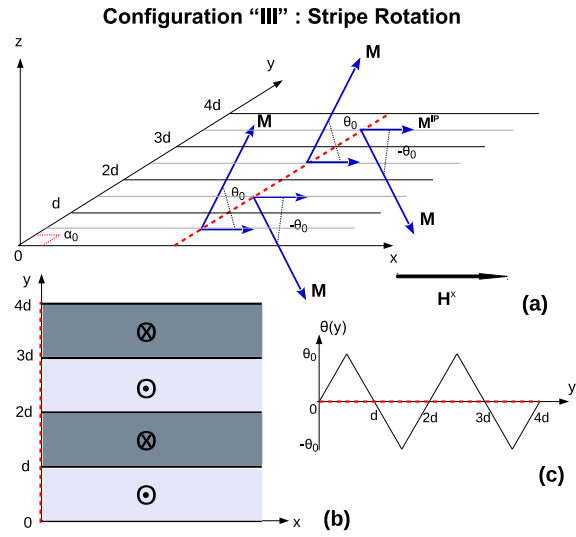 Configuration “III” : Stripe Rotation
z
y
4d
3d
2d
d
0
α0
M
M
θ0
θ0
M^IP
-θ0
-θ0
M
M
x
H^x
(a)
y
4d
3d
2d
d
0
x
(b)
θ(y)
θ0
0
-θ0
d
2d
3d
4d
y
(c)